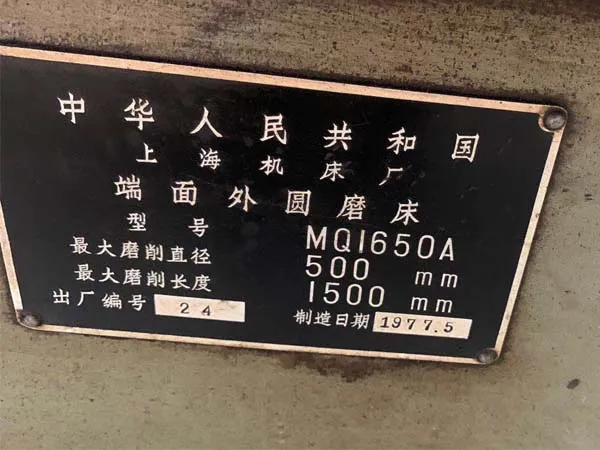 中华人民共和国
上海机床厂
端面外圆磨床
型号 MQ1650A
最大磨削直径 500 mm
最大磨削长度 1500 mm
出厂编号 24 制造日期 1977.5